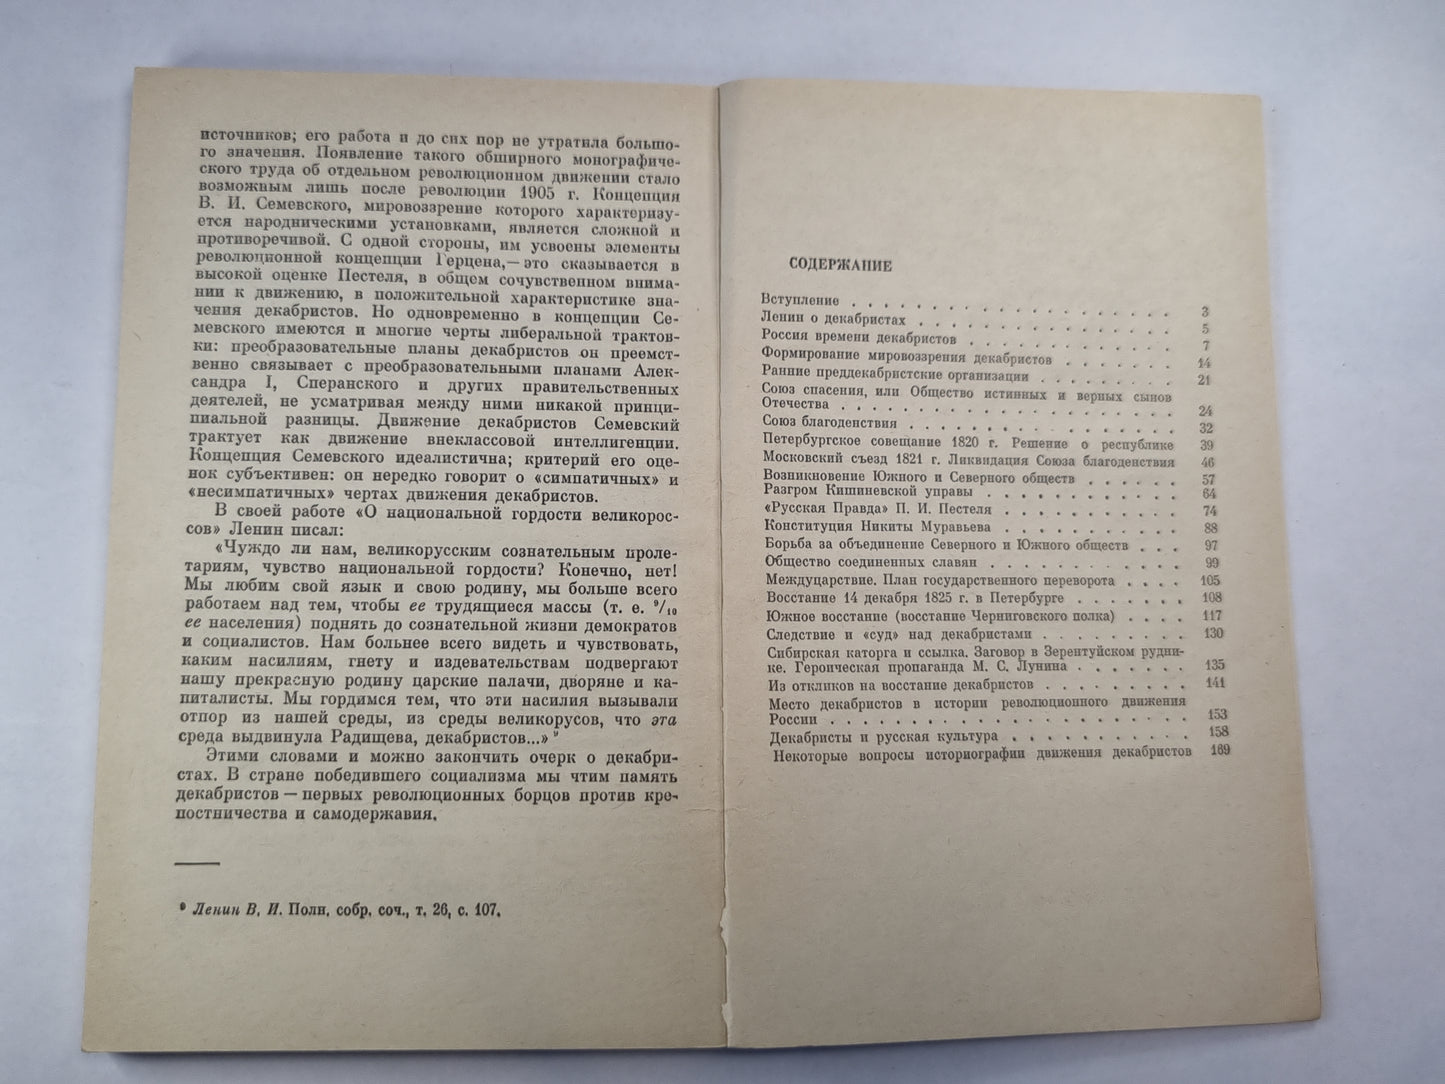 источников; его работа и до сих пор не утратила большо-
го значения. Появление такого обширного монографиче-
ского труда об отдельном революционном движении стало
возможным лишь после революции 1905 г. Концепция
В. И. Семевского, мировоззрение которого характеризу-
ется народническими установками, является сложной и
противоречивой. С одной стороны, им усвоены элементы
революционной концепции Герцена,—это сказывается в
высокой оценке Пестеля, в общем сочувственном внима-
нии к движению, в положительной характеристике зна-
чения декабристов. Но одновременно в концепции Се-
мевского имеются и многие черты либеральной трактов-
ки: преобразовательные планы декабристов он преемст-
венно связывает с преобразовательными планами Алек-
сандра I, Сперанского и других правительственных
деятелей, не усматривая между ними никакой принци-
пиальной разницы. Движение декабристов Семевский
трактует как движение внеклассовой интеллигенции.
Концепция Семевского идеалистична; критерий его оце-
нок субъективен: он нередко говорит о «симпатичных» и
«несимпатичных» чертах движения декабристов.
В своей работе «О национальной гордости великорос-
сов» Ленин писал:
«Чуждо ли нам, великорусским сознательным проле-
тариям, чувство национальной гордости? Конечно, нет!
Мы любим свой язык и свою родину, мы больше всего
работаем над тем, чтобы ее трудящиеся массы (т. е. 9/10
ее населения) поднять до сознательной жизни демократов
и социалистов. Нам больнее всего видеть и чувствовать,
каким насилиям, гнету и издевательствам подвергают
нашу прекрасную родину царские палачи, дворяне и ка-
питалисты. Мы гордимся тем, что эти насилия вызывали
отпор из нашей среды, из среды великорусов, что эта
среда выдвинула Радищева, декабристов...» 9
Этими словами и можно закончить очерк о декабри-
стах. В стране победившего социализма мы чтим память
декабристов — первых революционных борцов против кре-
постничества и самодержавия.
9 Ленин В. И. Полн. собр. соч., т. 26, с. 107.
СОДЕРЖАНИЕ
Вступление . . . . . . . . . . . . . . . . 3
Ленин о декабристах . . . . . . . . . . . . 5
Россия времени декабристов . . . . . . . . . 7
Формирование мировоззрения декабристов . . . . . . 14
Ранние преддекабристские организации . . . . . . . 21
Союз спасения, или Общество истинных и верных сынов
Отечества . . . . . . . . . . . . . . . . 24
Союз благоденствия . . . . . . . . . . . . 32
Петербургское совещание 1820 г. Решение о республике 39
Московский съезд 1821 г. Ликвидация Союза благоденствия 46
Возникновение Южного и Северного обществ . . . . . 57
Разгром Кишиневской управы . . . . . . . . . 64
«Русская Правда» П. И. Пестеля . . . . . . . . 74
Конституция Никиты Муравьева . . . . . . . . 88
Борьба за объединение Северного и Южного обществ . . . 97
Общество соединенных славян . . . . . . . . . 99
Междуцарствие. План государственного переворота . . . . 105
Восстание 14 декабря 1825 г. в Петербурге . . . . . . 108
Южное восстание (восстание Черниговского полка) . . . . 117
Следствие и «суд» над декабристами . . . . . . . . 130
Сибирская каторга и ссылка. Заговор в Зерентуйском рудни-
ке. Героическая пропаганда М. С. Лунина . . . . . . 135
Из откликов на восстание декабристов . . . . . . . . 141
Место декабристов в истории революционного движения
России . . . . . . . . . . . . . . . . . 153
Декабристы и русская культура . . . . . . . . . 158
Некоторые вопросы историографии движения декабристов 169